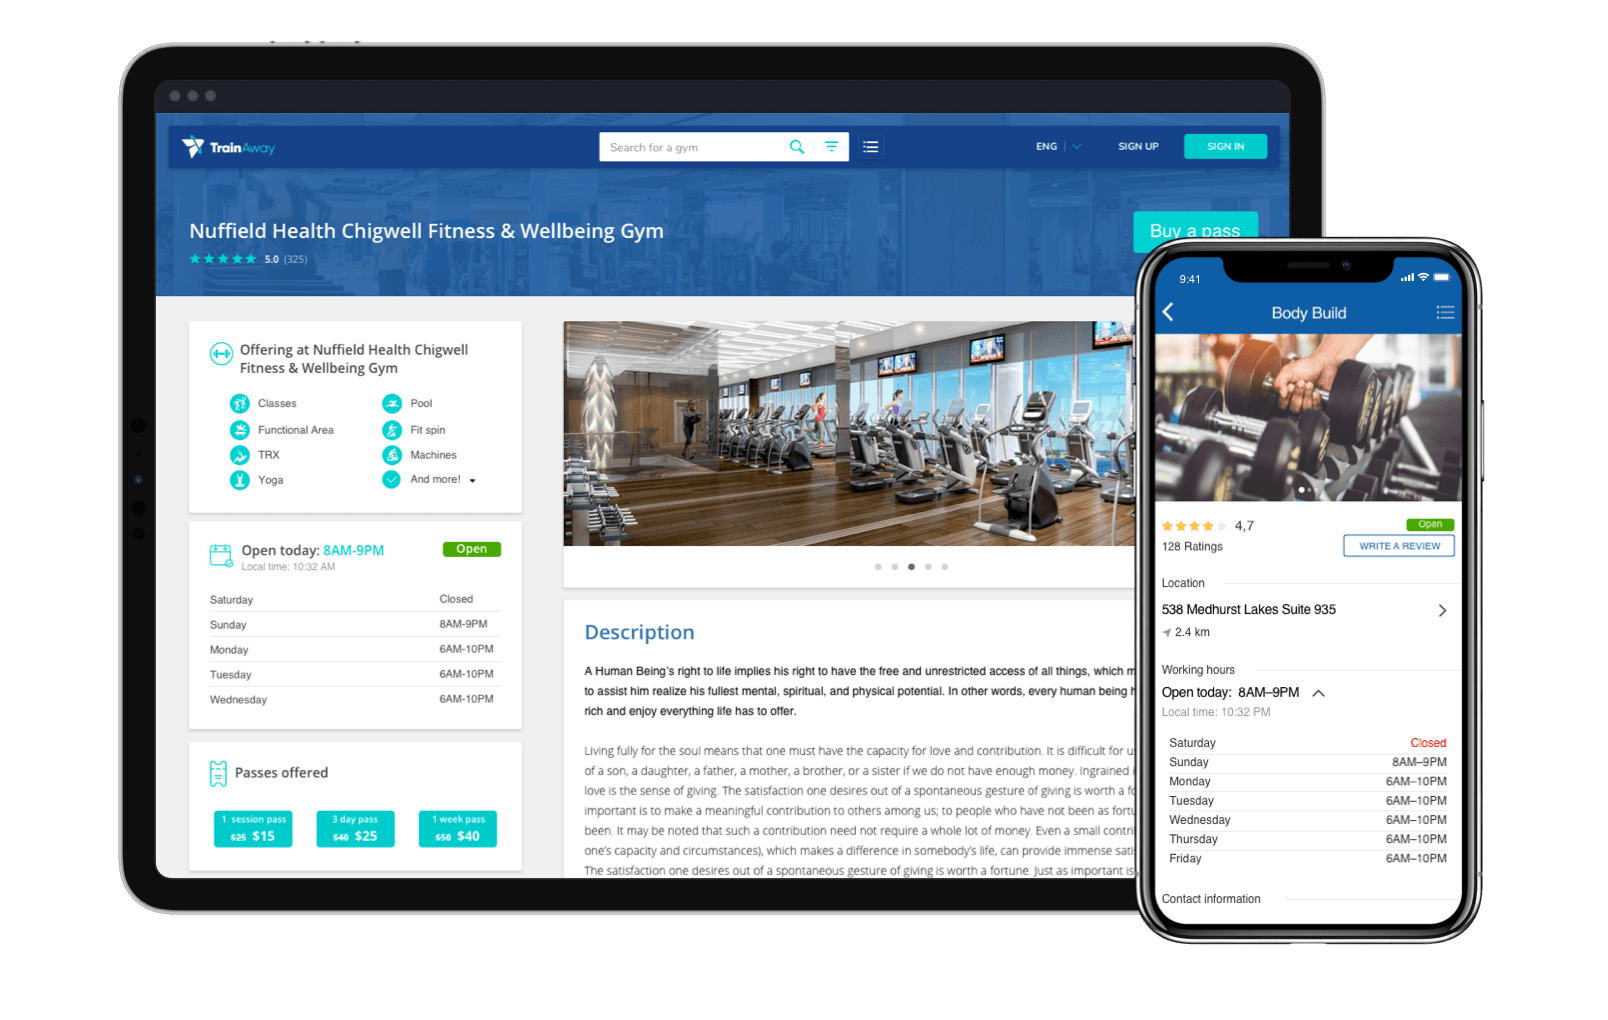 TrainAway
Search for a gym
ENG
SIGN UP
SIGN IN
Nuffield Health Chigwell Fitness & Wellbeing Gym
5.0 (325)
Buy a pass
Offering at Nuffield Health Chigwell
Fitness & Wellbeing Gym
Classes
Pool
Functional Area
Fit spin
TRX
Machines
Yoga
And more!
Open today: 8AM-9PM
Open
Local time: 10:32 AM
Saturday Closed
Sunday 8AM-9PM
Monday 6AM-10PM
Tuesday 6AM-10PM
Wednesday 6AM-10PM
Passes offered
1 session pass
$25 $15
3 day pass
$40 $25
1 week pass
$50 $40
Description
A Human Being's right to life implies his right to have the free and unrestricted access of all things, which
to assist him realize his fullest mental, spiritual, and physical potential. In other words, every human being
rich and enjoy everything life has to offer.
Living fully for the soul means that one must have the capacity for love and contribution. It is difficult for
of a son, a daughter, a father, a mother, a brother, or a sister if we do not have enough money. Ingrained
love is the sense of giving. The satisfaction one desires out of a spontaneous gesture of giving is worth a
important is to make a meaningful contribution to others among us; to people who have not been as
been. It may be noted that such a contribution need not require a whole lot of money. Even a small
one's capacity and circumstances), which makes a difference in somebody's life, can provide immense
The satisfaction one desires out of a spontaneous gesture of giving is worth a fortune. Just as important is
9:41
Body Build
4,7
Open
128 Ratings
WRITE A REVIEW
Location
538 Medhurst Lakes Suite 935
2.4 km
Working hours
Open today: 8AM–9PM
Local time: 10:32 PM
Saturday Closed
Sunday 8AM–9PM
Monday 6AM–10PM
Tuesday 6AM–10PM
Wednesday 6AM–10PM
Thursday 6AM–10PM
Friday 6AM–10PM
Contact information